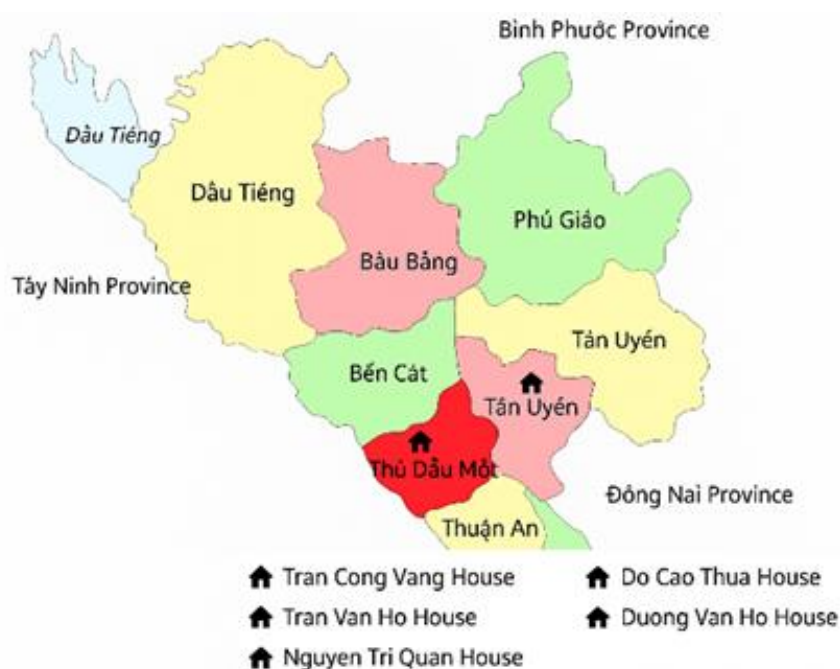 Bình Phước Province
Dầu Tiếng
Dầu Tiếng
Phú Giáo
Bàu Bàng
Tây Ninh Province
Tân Uyên
Bến Cát
Tân Uyên
Thủ Dầu Một
Đông Nai Province
Thuận An
Tran Cong Vang House
Do Cao Thua House
Tran Van Ho House
Duong Van Ho House
Nguyen Tri Quan House